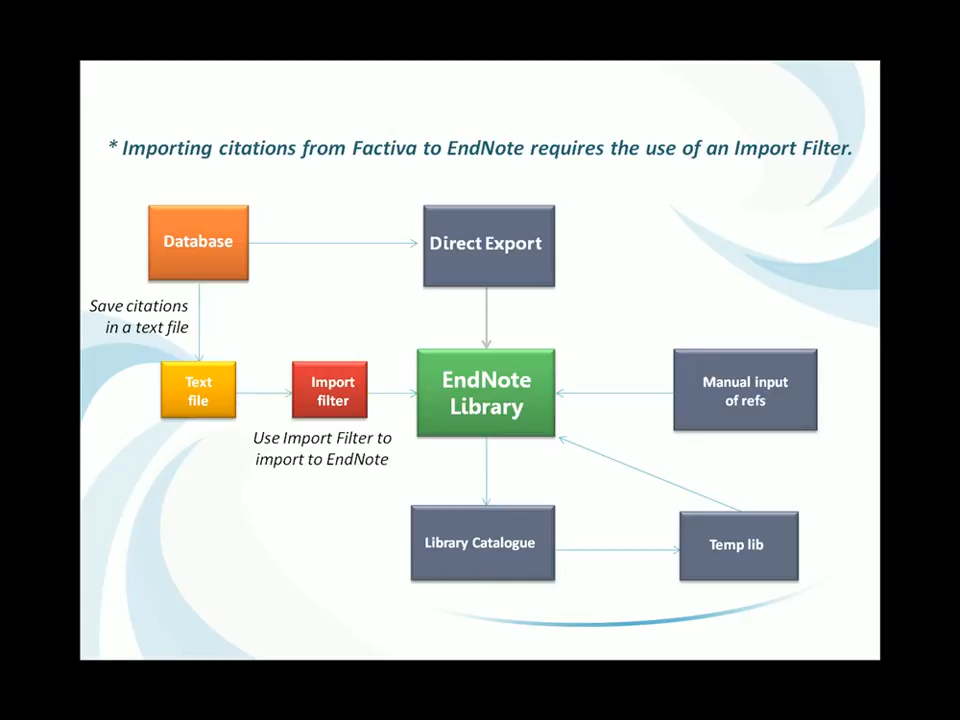 * Importing citations from Factiva to EndNote requires the use of an Import Filter.
Database
Direct Export
Save citations
in a text file
Text
file
Import
filter
EndNote
Library
Manual input
of refs
Use Import Filter to
import to EndNote
Library Catalogue
Temp lib